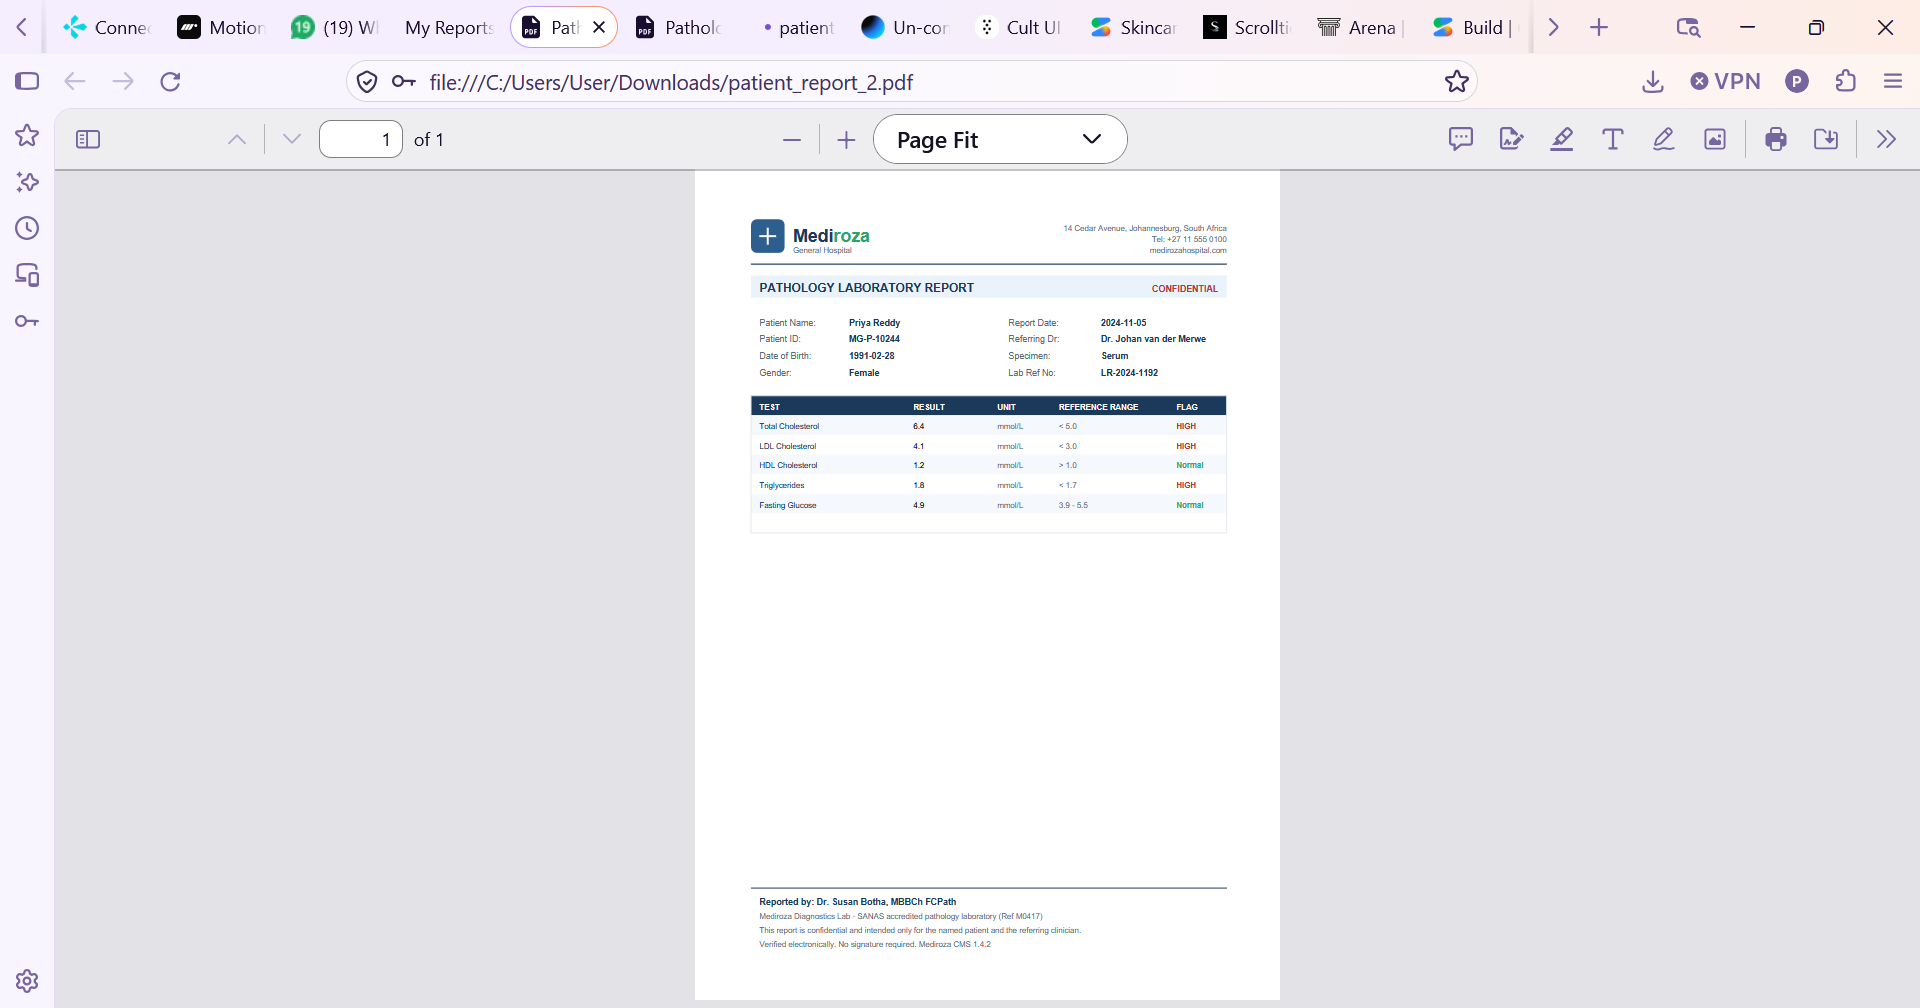 Conne
Motion
19
(19) W
My Reports
Pat
Pathol
patient
Un-cor
Cult UI
Skincar
S
Scrollti
Arena |
Build |
file:///C:/Users/User/Downloads/patient_report_2.pdf
VPN
P
1 of 1
Page Fit
Mediroza
General Hospital
14 Cedar Avenue, Johannesburg, South Africa
Tel: +27 11 555 0100
medirozahospital.com
PATHOLOGY LABORATORY REPORT CONFIDENTIAL
Patient Name: Priya Reddy Report Date: 2024-11-05
Patient ID: MG-P-10244 Referring Dr: Dr. Johan van der Merwe
Date of Birth: 1991-02-28 Specimen: Serum
Gender: Female Lab Ref No: LR-2024-1192
TEST RESULT UNIT REFERENCE RANGE FLAG
Total Cholesterol 6.4 mmol/L < 5.0 HIGH
LDL Cholesterol 4.1 mmol/L < 3.0 HIGH
HDL Cholesterol 1.2 mmol/L > 1.0 Normal
Triglycerides 1.8 mmol/L < 1.7 HIGH
Fasting Glucose 4.9 mmol/L 3.9 - 5.5 Normal
Reported by: Dr. Susan Botha, MBBCh FCPath
Mediroza Diagnostics Lab - SANAS accredited pathology laboratory (Ref M0417)
This report is confidential and intended only for the named patient and the referring clinician.
Verified electronically. No signature required. Mediroza CMS 1.4.2